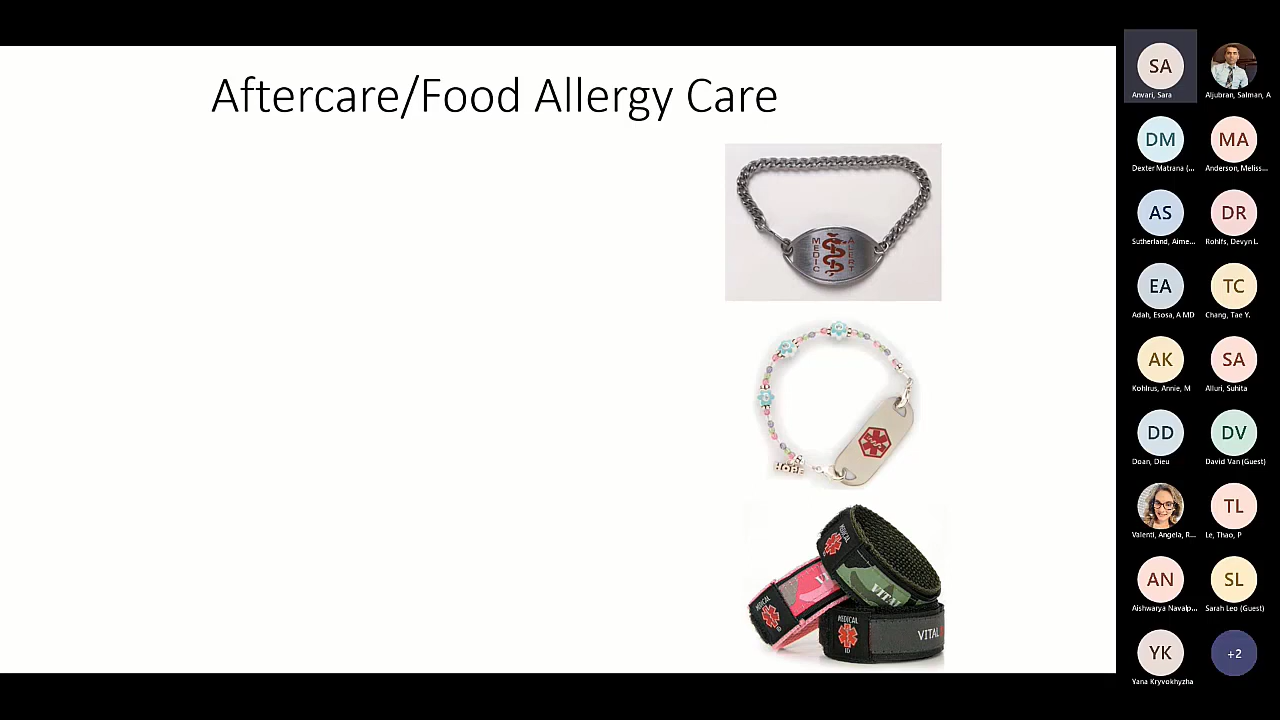 Aftercare/Food Allergy Care
MEDIC
ALERT
HOPE
MEDICAL
VITAL
MEDICAL
ID
VITAL
MEDICAL
ID
SA
Anvari, Sara
Aljubran, Salman, A
DM
Dexter Matrana (...
MA
Anderson, Meliss...
AS
Sutherland, Aime...
DR
Rohlfs, Devyn L.
EA
Adah, Esosa, A MD
TC
Chang, Tae Y.
AK
Kohlrus, Annie, M
SA
Alluri, Suhita
DD
Doan, Dieu
DV
David Van (Guest)
Valenti, Angela, R...
TL
Le, Thao, P
AN
Aishwarya Navalp...
SL
Sarah Leo (Guest)
YK
Yana Kryvokhyzha
+2